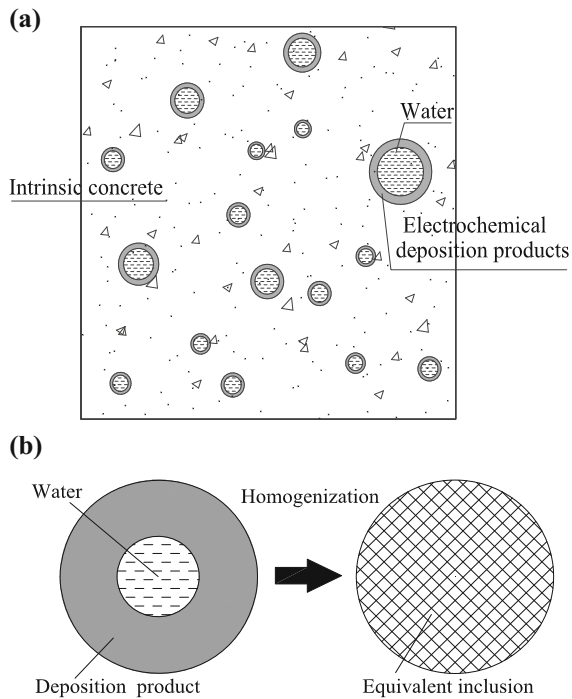 (a)
Water
Intrinsic concrete
Electrochemical
deposition products
(b)
Water
Homogenization
Deposition product
Equivalent inclusion